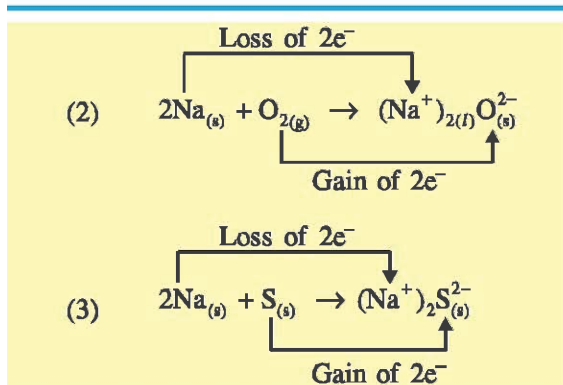 Loss of 2e⁻
(2) 2Na₍ₛ₎ + O₂₍g₎ → (Na⁺)₂₍l₎O²⁻₍ₛ₎
Gain of 2e⁻
Loss of 2e⁻
(3) 2Na₍ₛ₎ + S₍ₛ₎ → (Na⁺)₂S²⁻₍ₛ₎
Gain of 2e⁻